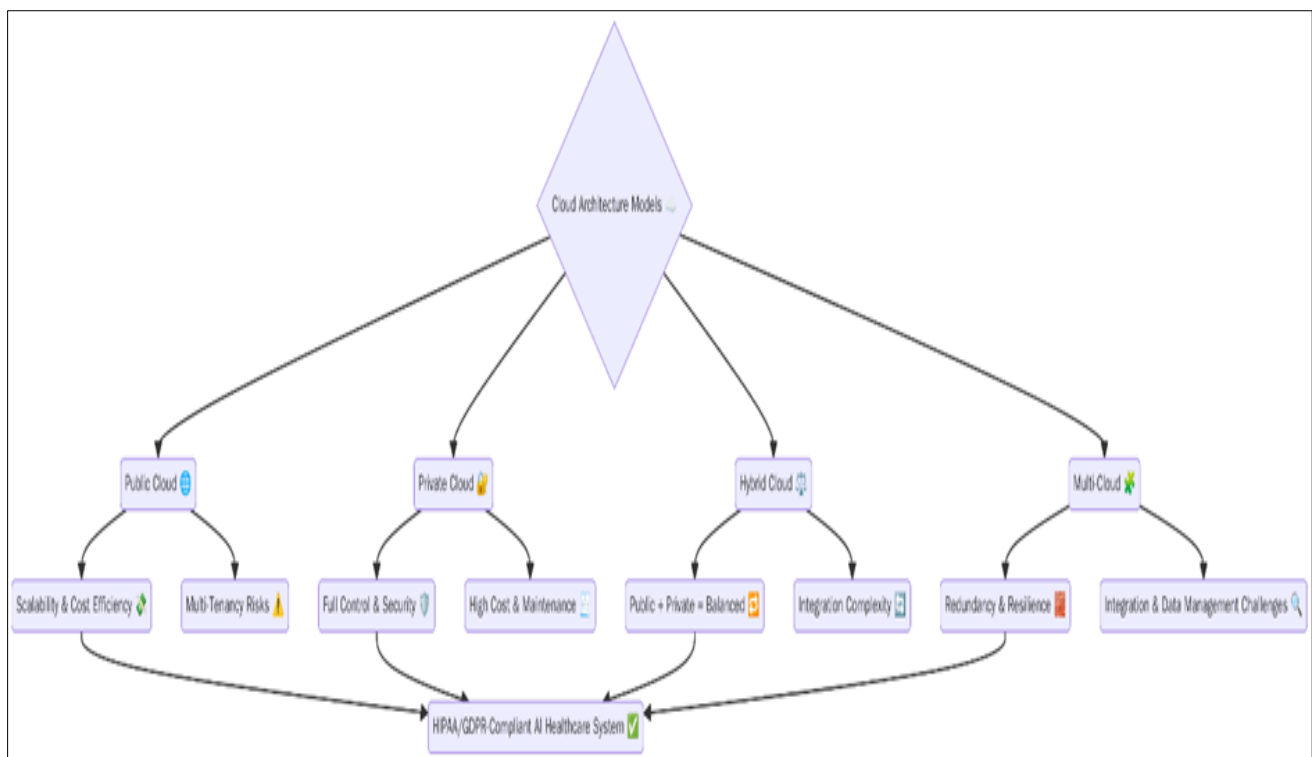 Cloud Architecture Models ☁️
Public Cloud 🌐
Private Cloud 🔐
Hybrid Cloud ⚖️
Multi-Cloud 🧩
Scalability & Cost Efficiency 💸
Multi-Tenancy Risks ⚠️
Full Control & Security 🛡️
High Cost & Maintenance 🧾
Public + Private = Balanced 🔁
Integration Complexity 🔄
Redundancy & Resilience 🧱
Integration & Data Management Challenges 🔍
HIPAA/GDPR-Compliant AI Healthcare System ✅